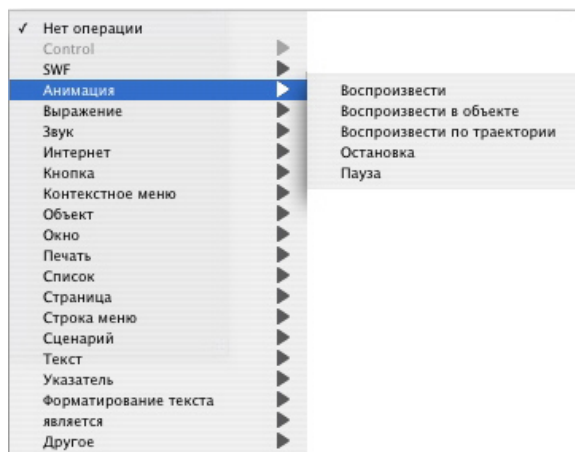 ✓ Нет операции
Control
SWF
Анимация
Выражение
Звук
Интернет
Кнопка
Контекстное меню
Объект
Окно
Печать
Список
Страница
Строка меню
Сценарий
Текст
Указатель
Форматирование текста
является
Другое
Воспроизвести
Воспроизвести в объекте
Воспроизвести по траектории
Остановка
Пауза